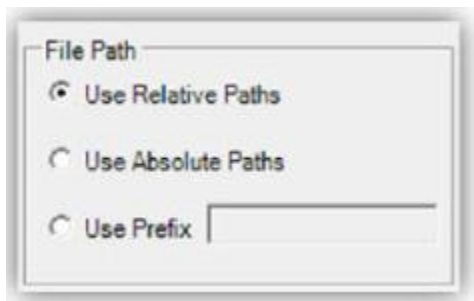 File Path
Use Relative Paths
Use Absolute Paths
Use Prefix